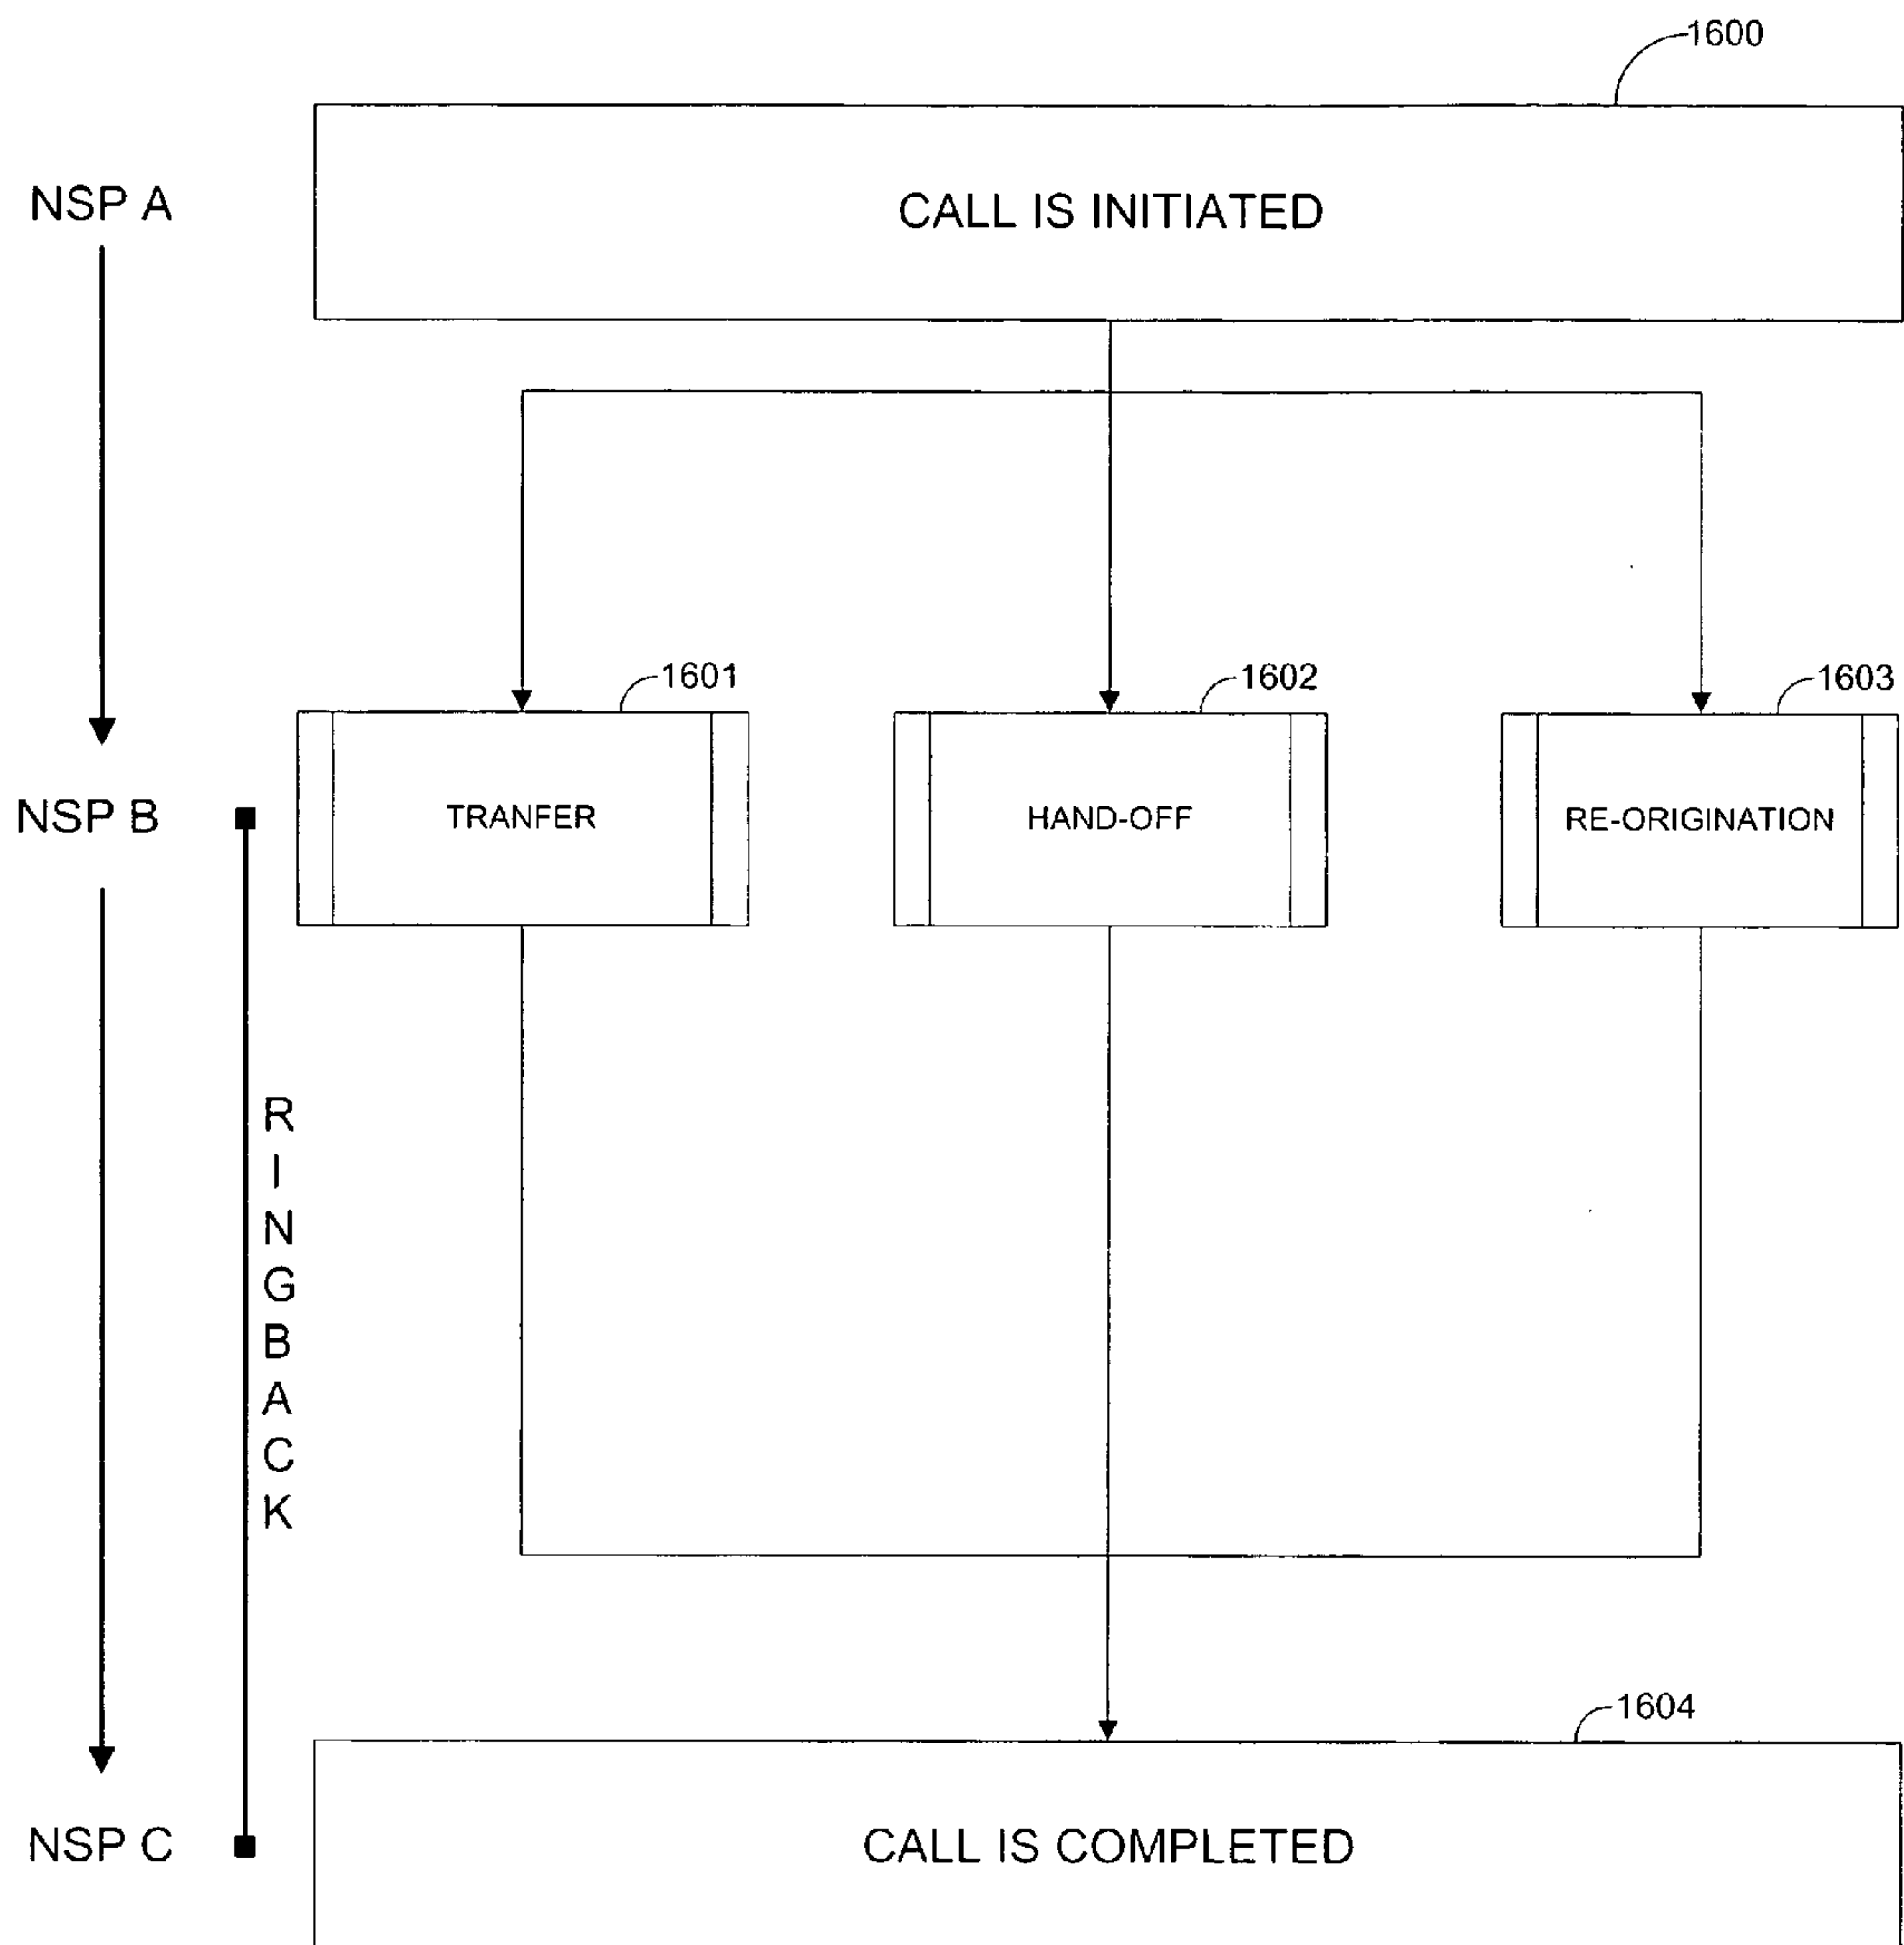 1600
NSP A
CALL IS INITIATED
1601
1602
1603
NSP B
TRANFER
HAND-OFF
RE-ORIGINATION
RINGBACK
1604
NSP C
CALL IS COMPLETED